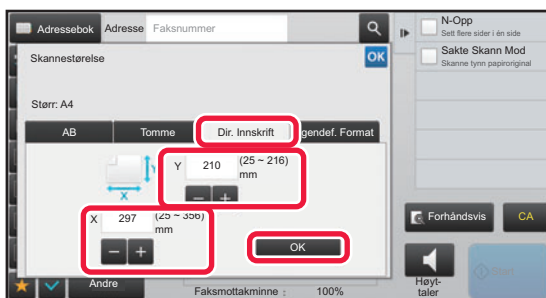 Adressebok
Adresse
Faksnummer
N-Opp
Sett flere sider i én side
Skannestørelse
OK
Sakte Skann Mod
Skanne tynn papiroriginal
Størr: A4
AB
Tomme
Dir. Innskrift
gendef. Format
Y
Y 210 (25 ~ 216)
mm
X
X 297 (25 ~ 356)
mm
OK
Forhåndsvis
CA
Andre
Faksmottakminne :
100%
Høyt-
taler
Start